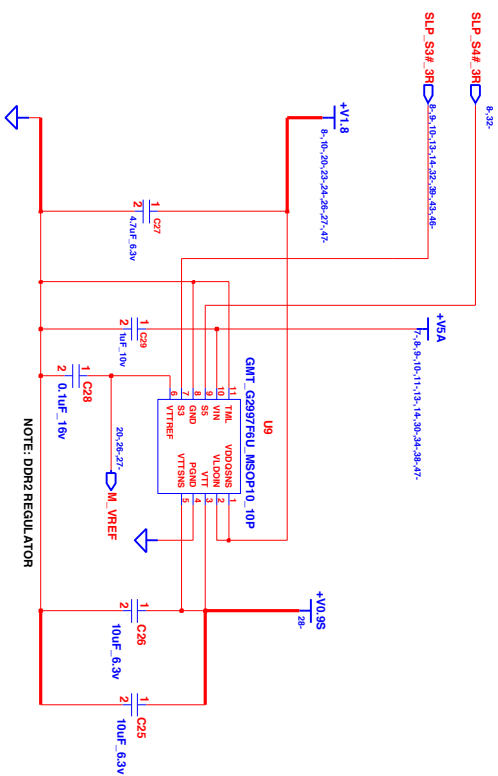 SLP_S4#_3R
8-,32-
SLP_S3#_3R
8-,9-,10-,13-,14-,32-,39-,43-,46-
+V1.8
8-,10-,20-,23-,24-,26-,27-,47-
+V5A
7-,8-,9-,10-,11-,13-,14-,30-,34-,38-,47-
1
C27
2
4.7uF_6.3v
1
C29
2
1uF_10v
1
C28
2
0.1uF_16v
U9
GMT_G2997F6U_MSOP10_10P
11 TML
10 VIN
9 S5
8 GND
7 S3
6 VTTREF
VDDQSNS 1
VLDOIN 2
VTT 3
PGND 4
VTTSNS 5
20-,26-,27-
M_VREF
+V0.9S
28-
1
C26
2
10uF_6.3v
1
C25
2
10uF_6.3v
NOTE: DDR2 REGULATOR